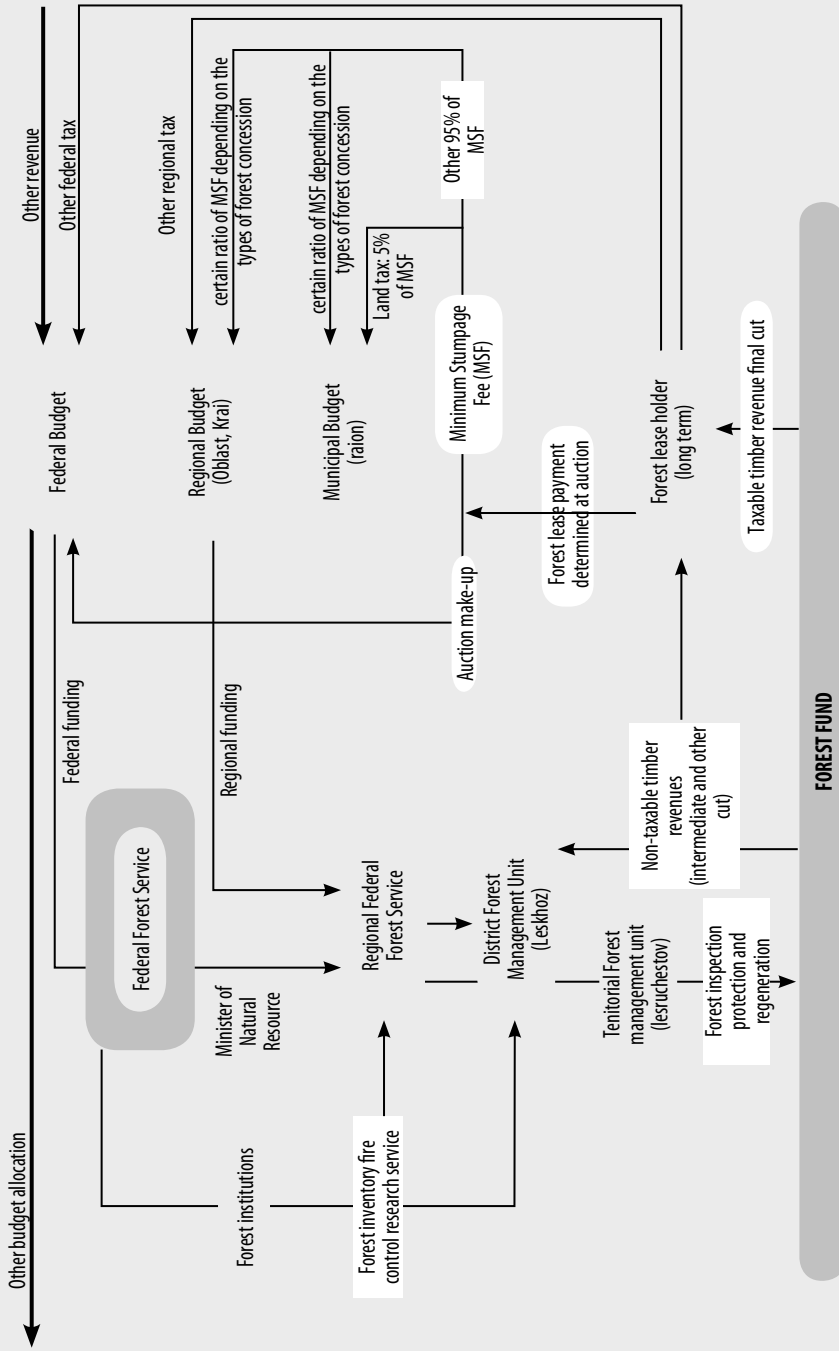 Other budget allocation
Other revenue
Other federal tax
Federal Budget
Federal funding
Federal Forest Service
Minister of
Natural
Resource
Forest institutions
Other regional tax
certain ratio of MSF depending on the
types of forest concession
Regional Budget
(Oblast, Krai)
Regional funding
certain ratio of MSF depending on the
types of forest concession
Land tax: 5%
of MSF
Municipal Budget
(raion)
Regional Federal
Forest Service
Forest inventory fire
control research service
Other 95% of
MSF
Minimum Stumpage
Fee (MSF)
Auction make-up
District Forest
Management Unit
(Leskhoz)
Forest lease payment
determined at auction
Tenitorial Forest
management unit
(lesruchestov)
Forest lease holder
(long term)
Non-taxable timber
revenues
(intermediate and other
cut)
Forest inspection
protection and
regeneration
Taxable timber revenue final cut
FOREST FUND